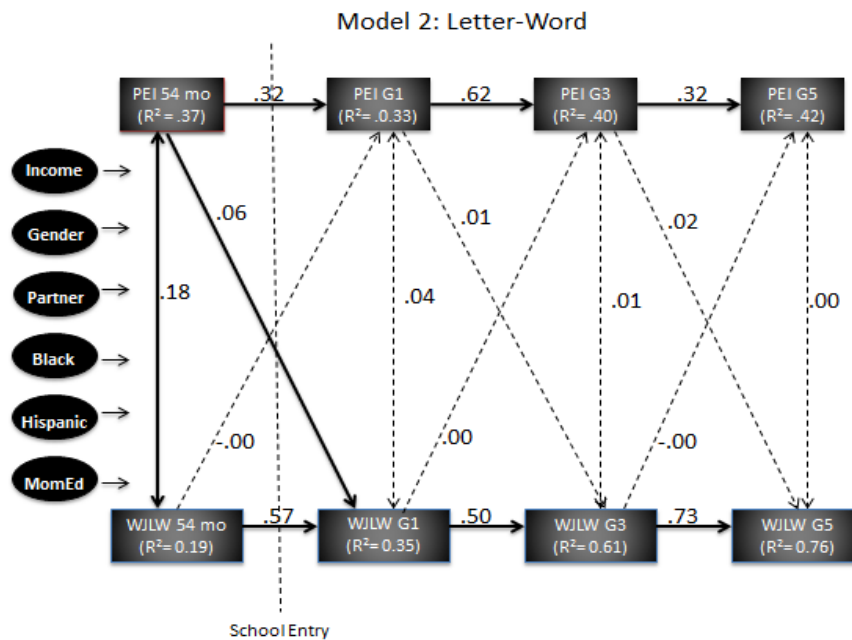 Model 2: Letter-Word
PEI 54 mo
(R²= .37)
.32
PEI G1
(R²= .0.33)
.62
PEI G3
(R²= .40)
.32
PEI G5
(R²= .42)
Income
Gender
Partner
Black
Hispanic
MomEd
.06
.18
.01
.02
.04
.01
.00
-.00
.00
-.00
WJLW 54 mo
(R²= 0.19)
.57
WJLW G1
(R²= 0.35)
.50
WJLW G3
(R²= 0.61)
.73
WJLW G5
(R²= 0.76)
School Entry